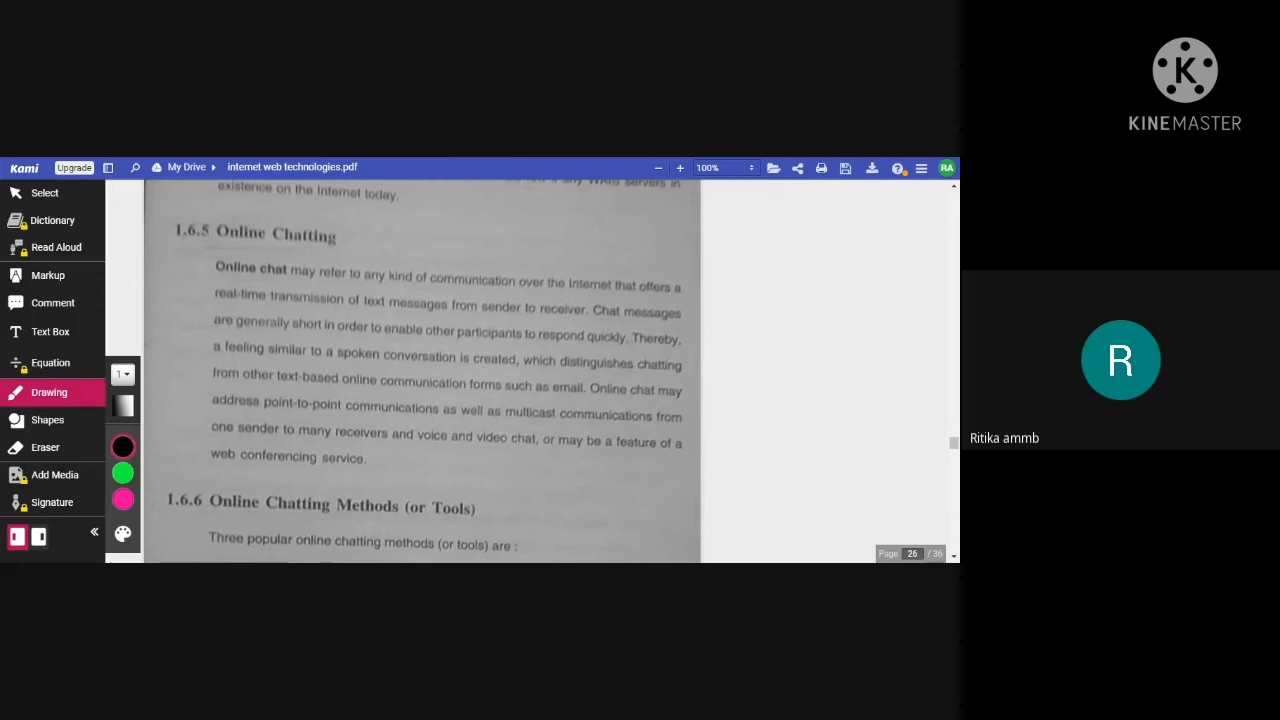 K
KINEMASTER
Kami
Upgrade
My Drive
internet web technologies.pdf
100%
RA
Select
Dictionary
Read Aloud
Markup
Comment
Text Box
Equation
Drawing
Shapes
Eraser
Add Media
Signature
1
servers in
existence on the Internet today.
1.6.5 Online Chatting
Online chat may refer to any kind of communication over the Internet that offers a
real-time transmission of text messages from sender to receiver. Chat messages
are generally short in order to enable other participants to respond quickly. Thereby,
a feeling similar to a spoken conversation is created, which distinguishes chatting
from other text-based online communication forms such as email. Online chat may
address point-to-point communications as well as multicast communications from
one sender to many receivers and voice and video chat, or may be a feature of a
web conferencing service.
1.6.6 Online Chatting Methods (or Tools)
Three popular online chatting methods (or tools) are :
Page 26 / 36
R
Ritika ammb